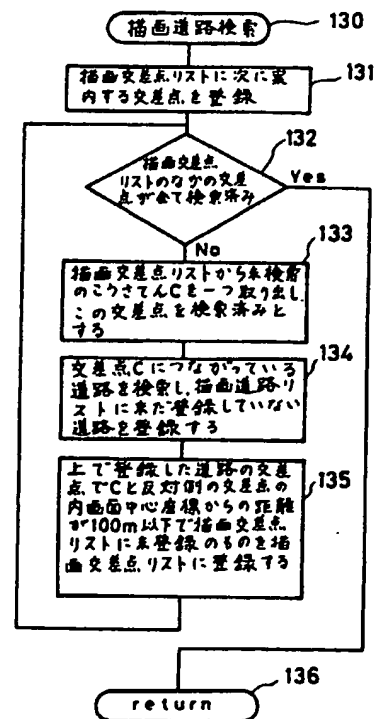 描画道路検索
130
描画交差点リストに次に案
内する交差点を登録
131
描画交差点
リストのなかの交差
点が全て検索済み
132
Yes
No
描画交差点リストから未検索
のこうさてんCを一つ取り出し、
この交差点を検索済みと
する
133
交差点Cにつながっている
道路を検索し、描画道路リ
ストに未だ登録していない
道路を登録する
134
上で登録した道路の交差
点でCと反対側の交差点の
内画面中心座標からの距離
が100m以下で描画交差点
リストに未登録のものを描
画交差点リストに登録する
135
return
136